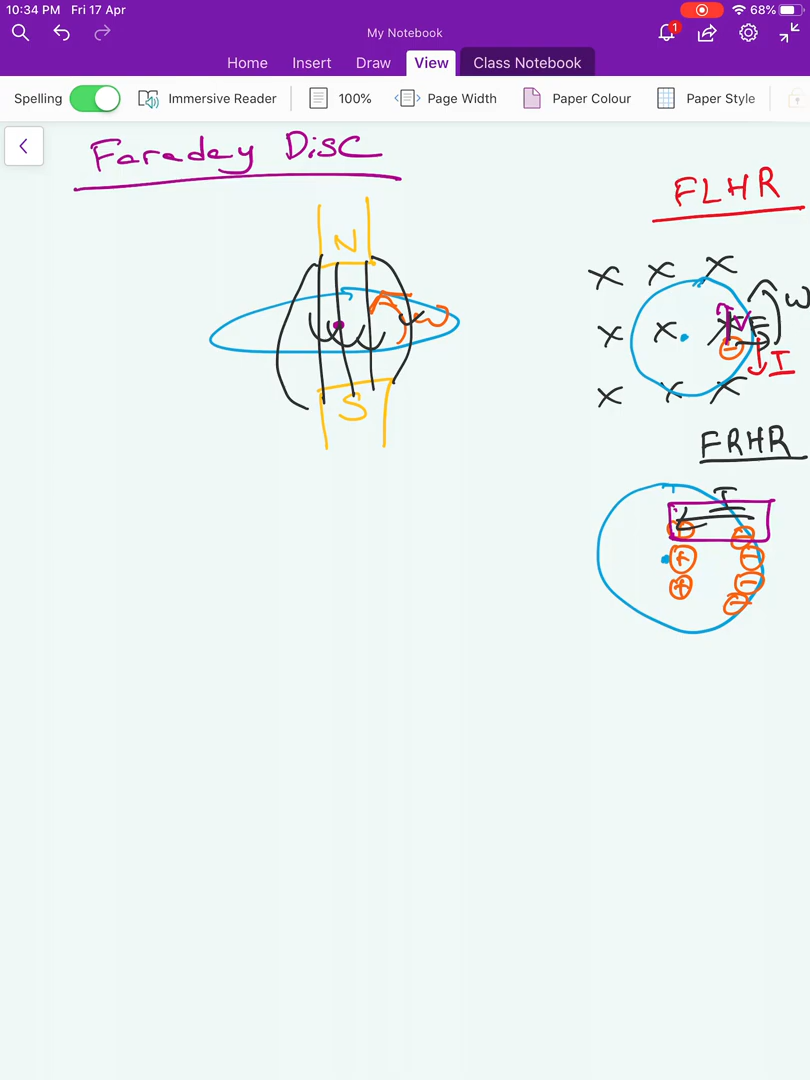 10:34 PM Fri 17 Apr 68%
My Notebook
1
Home Insert Draw View Class Notebook
Spelling Immersive Reader 100% Page Width Paper Colour Paper Style
Faraday Disc
FLHR
N
ω
S
V F ω
I
FRHR
I